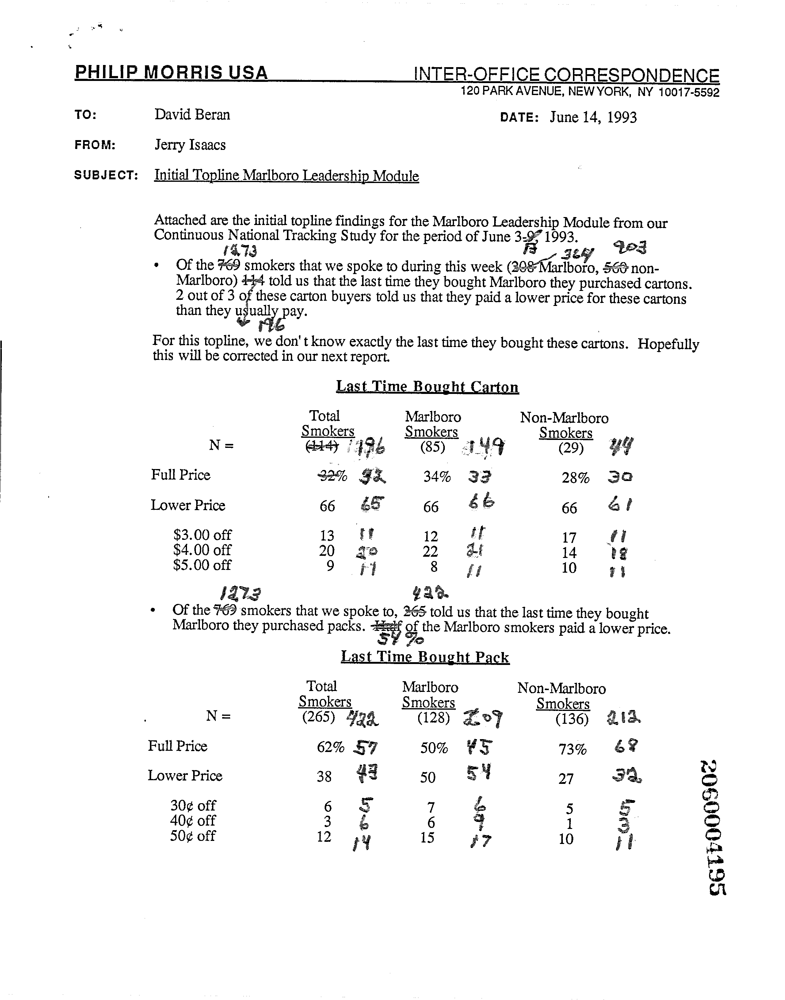 PHILIP MORRIS USA INTER-OFFICE CORRESPONDENCE
120 PARK AVENUE, NEW YORK, NY 10017-5592
TO: David Beran DATE: June 14, 1993
FROM: Jerry Isaacs
SUBJECT: Initial Topline Marlboro Leadership Module
Attached are the initial topline findings for the Marlboro Leadership Module from our
Continuous National Tracking Study for the period of June 3-9, 1993.
1273 13 364 903
• Of the 769 smokers that we spoke to during this week (208 Marlboro, 560 non-
Marlboro) 114 told us that the last time they bought Marlboro they purchased cartons.
2 out of 3 of these carton buyers told us that they paid a lower price for these cartons
than they usually pay.
196
For this topline, we don't know exactly the last time they bought these cartons. Hopefully
this will be corrected in our next report.
Last Time Bought Carton
Total Marlboro Non-Marlboro
Smokers Smokers Smokers
N = (114) 196 (85) 149 (29) 44
Full Price 32% 32 34% 33 28% 30
Lower Price 66 65 66 66 66 61
$3.00 off 13 11 12 11 17 11
$4.00 off 20 20 22 21 14 18
$5.00 off 9 11 8 11 10 11
1273 422
• Of the 769 smokers that we spoke to, 265 told us that the last time they bought
Marlboro they purchased packs. Half of the Marlboro smokers paid a lower price.
54%
Last Time Bought Pack
Total Marlboro Non-Marlboro
Smokers Smokers Smokers
N = (265) 422 (128) 209 (136) 212
Full Price 62% 57 50% 45 73% 68
Lower Price 38 43 50 54 27 32
30¢ off 6 5 7 6 5 5
40¢ off 3 6 6 9 1 3
50¢ off 12 14 15 17 10 11
2060004195